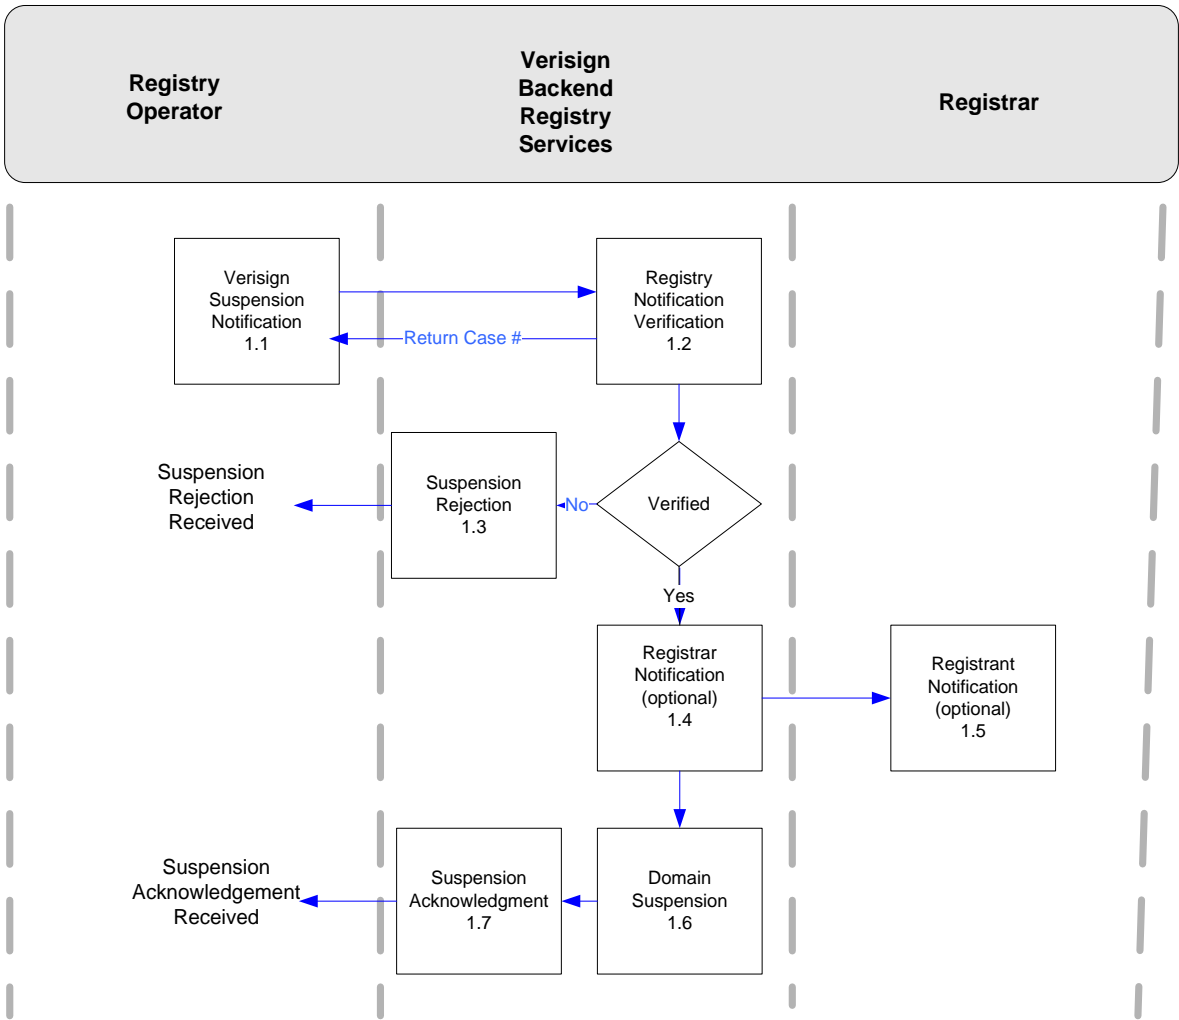 Registry
Operator
Verisign
Backend
Registry
Services
Registrar
Verisign
Suspension
Notification
1.1
Return Case #
Registry
Notification
Verification
1.2
Suspension
Rejection
Received
Suspension
Rejection
1.3
No
Verified
Yes
Registrar
Notification
(optional)
1.4
Registrant
Notification
(optional)
1.5
Suspension
Acknowledgement
Received
Suspension
Acknowledgment
1.7
Domain
Suspension
1.6